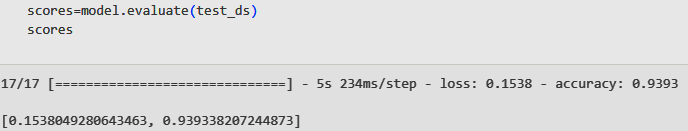 scores=model.evaluate(test_ds)
scores
17/17 [==============================] - 5s 234ms/step - loss: 0.1538 - accuracy: 0.9393
[0.1538049280643463, 0.939338207244873]